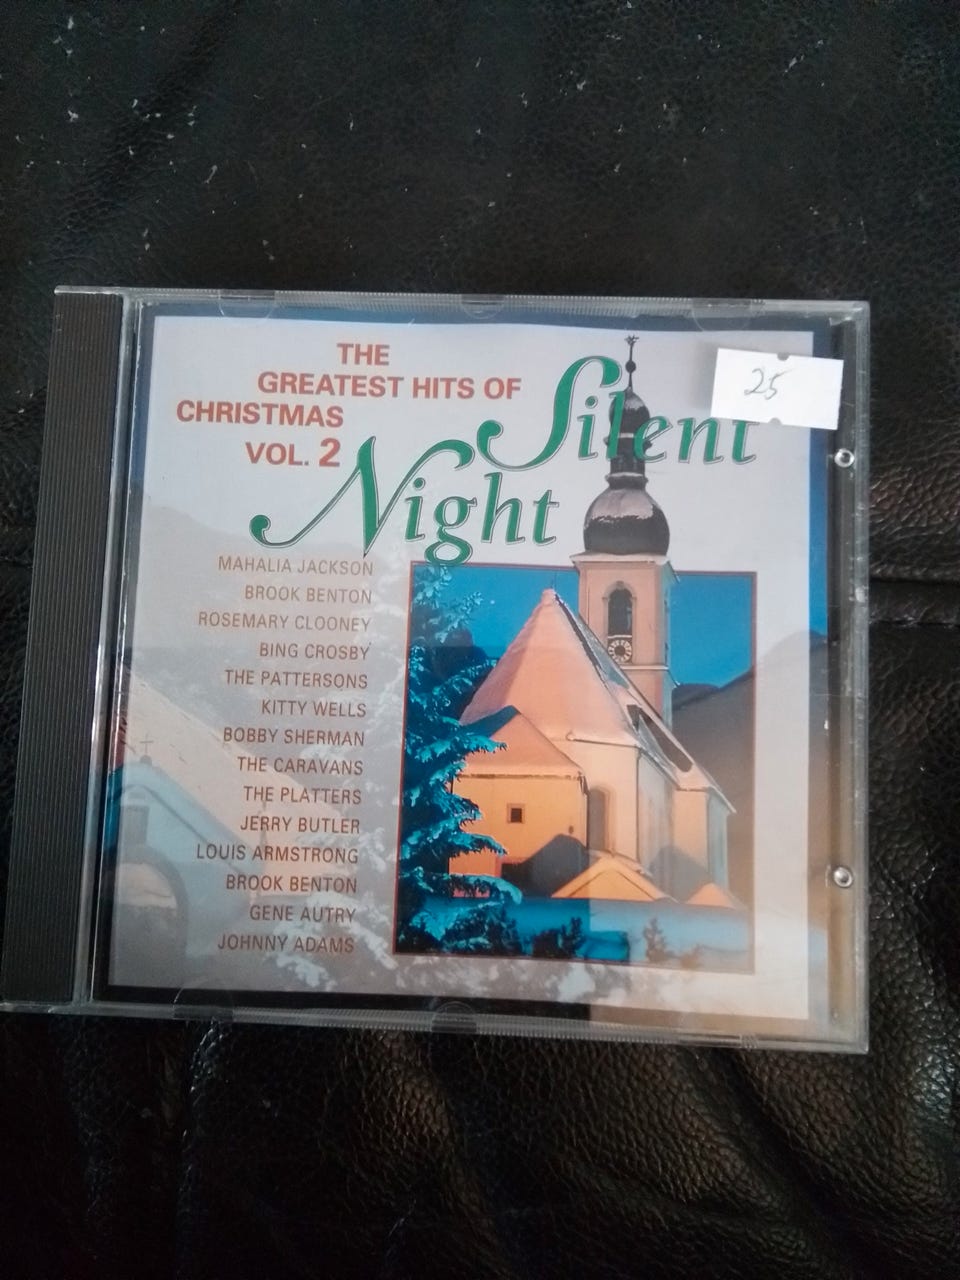 THE
GREATEST HITS OF
CHRISTMAS
VOL. 2
Silent
Night
25
MAHALIA JACKSON
BROOK BENTON
ROSEMARY CLOONEY
BING CROSBY
THE PATTERSONS
KITTY WELLS
BOBBY SHERMAN
THE CARAVANS
THE PLATTERS
JERRY BUTLER
LOUIS ARMSTRONG
BROOK BENTON
GENE AUTRY
JOHNNY ADAMS